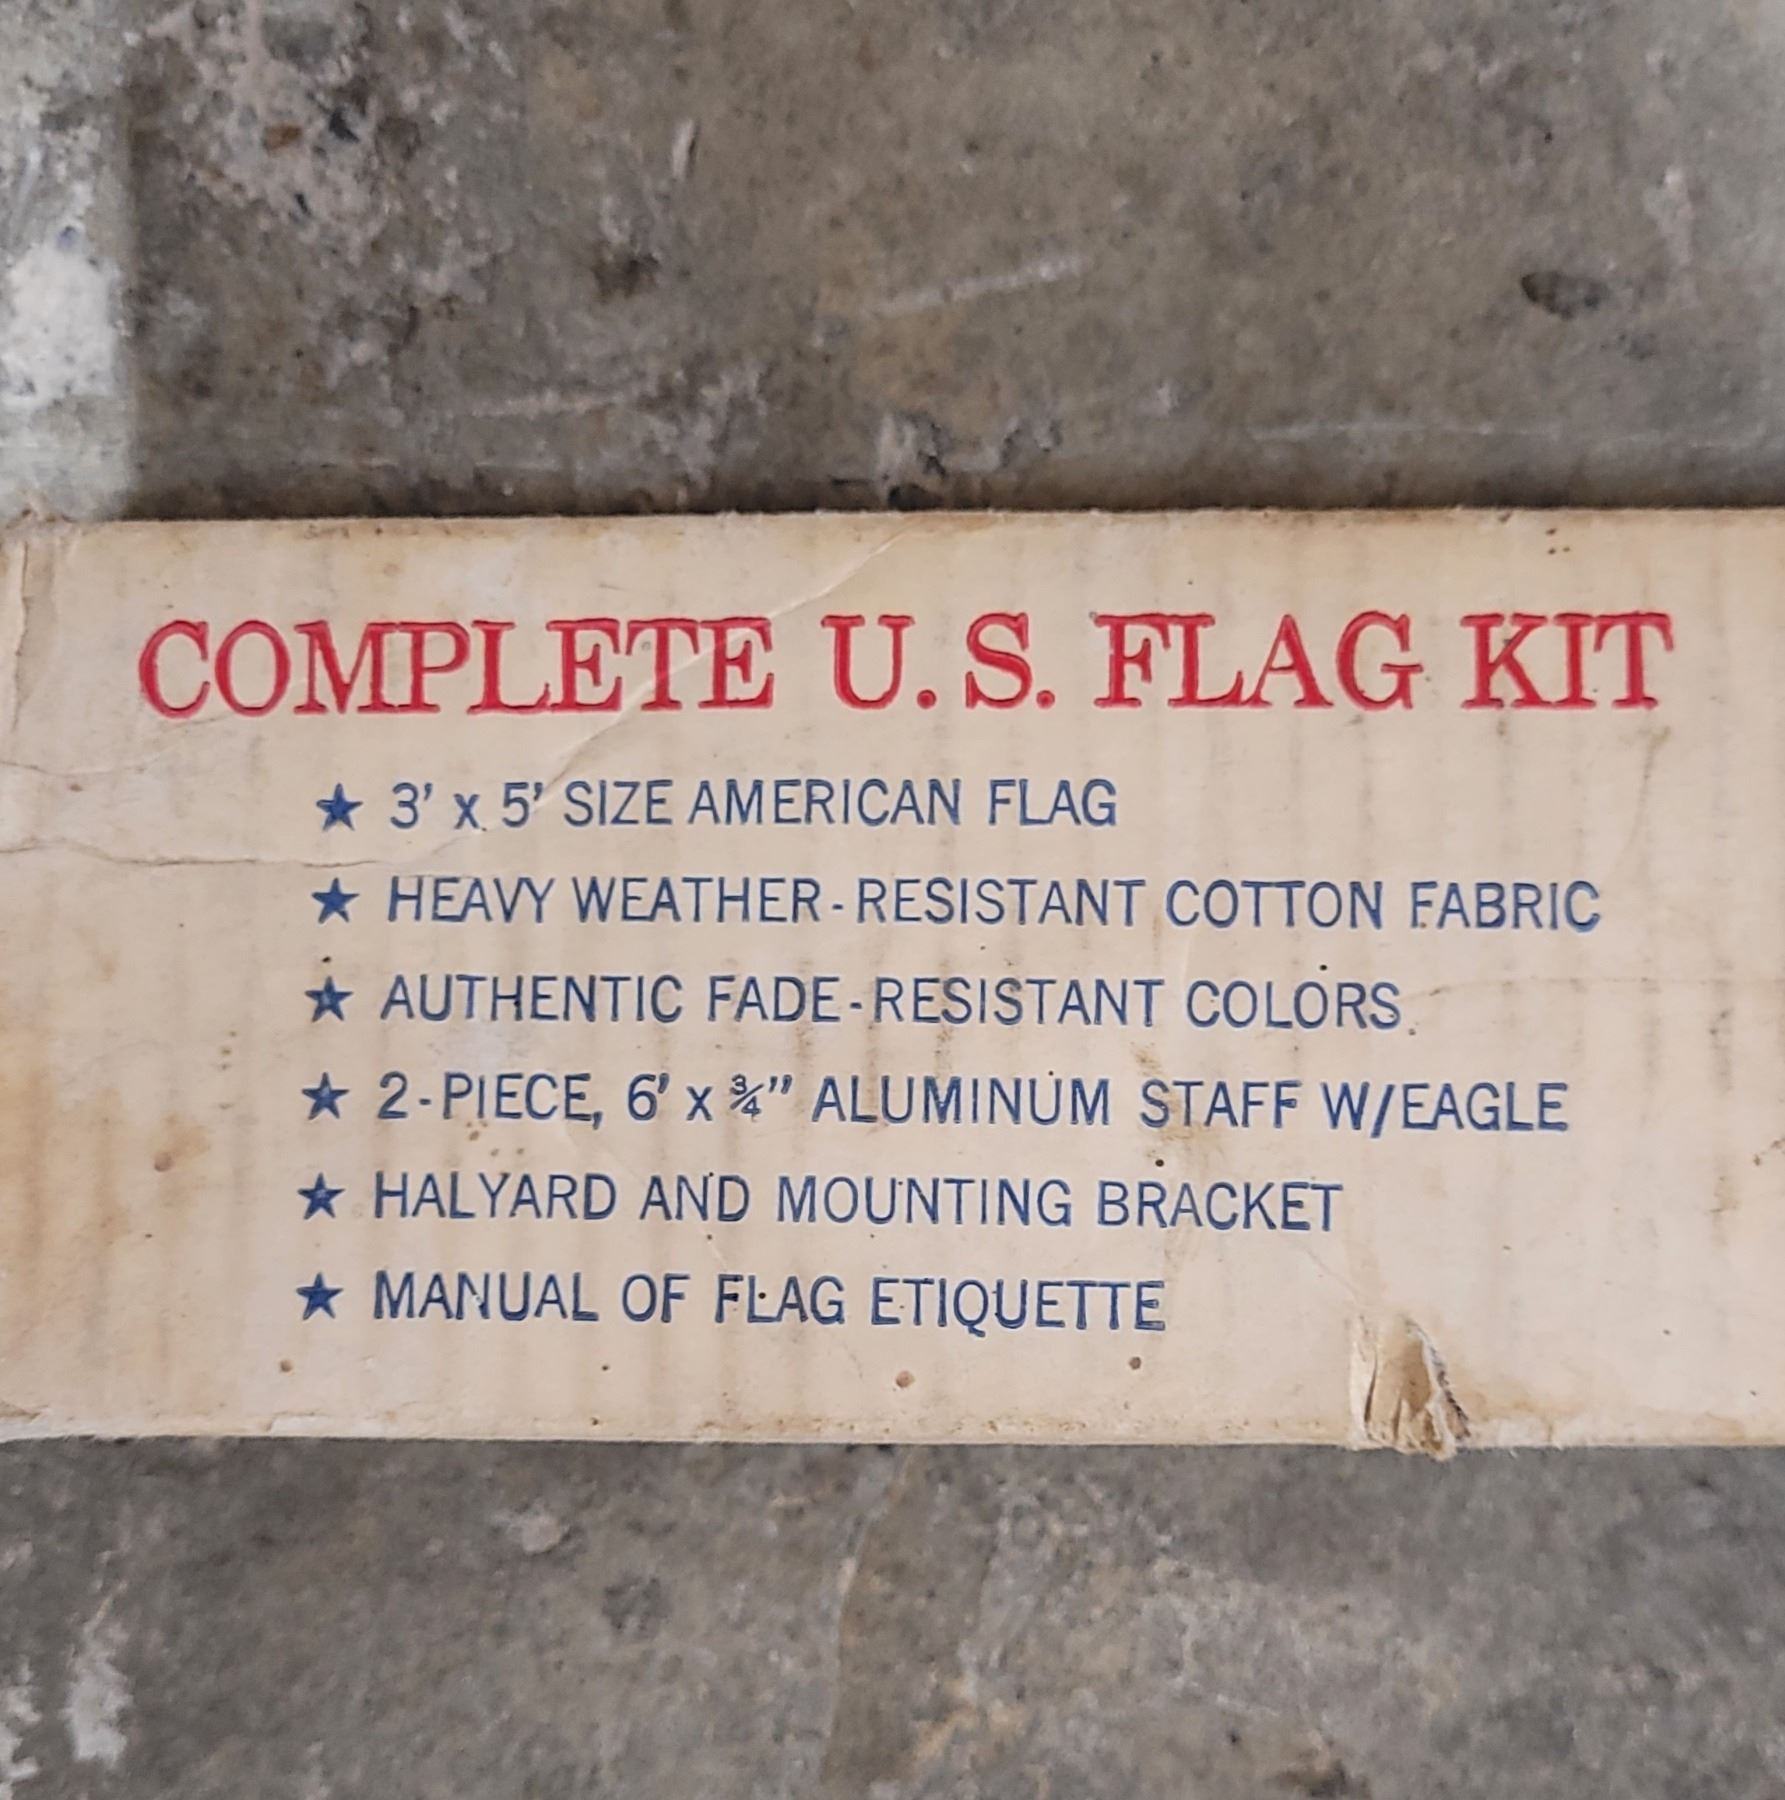 COMPLETE U.S. FLAG KIT
★ 3' x 5' SIZE AMERICAN FLAG
★ HEAVY WEATHER-RESISTANT COTTON FABRIC
★ AUTHENTIC FADE-RESISTANT COLORS
★ 2-PIECE, 6' x ¾" ALUMINUM STAFF W/EAGLE
★ HALYARD AND MOUNTING BRACKET
★ MANUAL OF FLAG ETIQUETTE